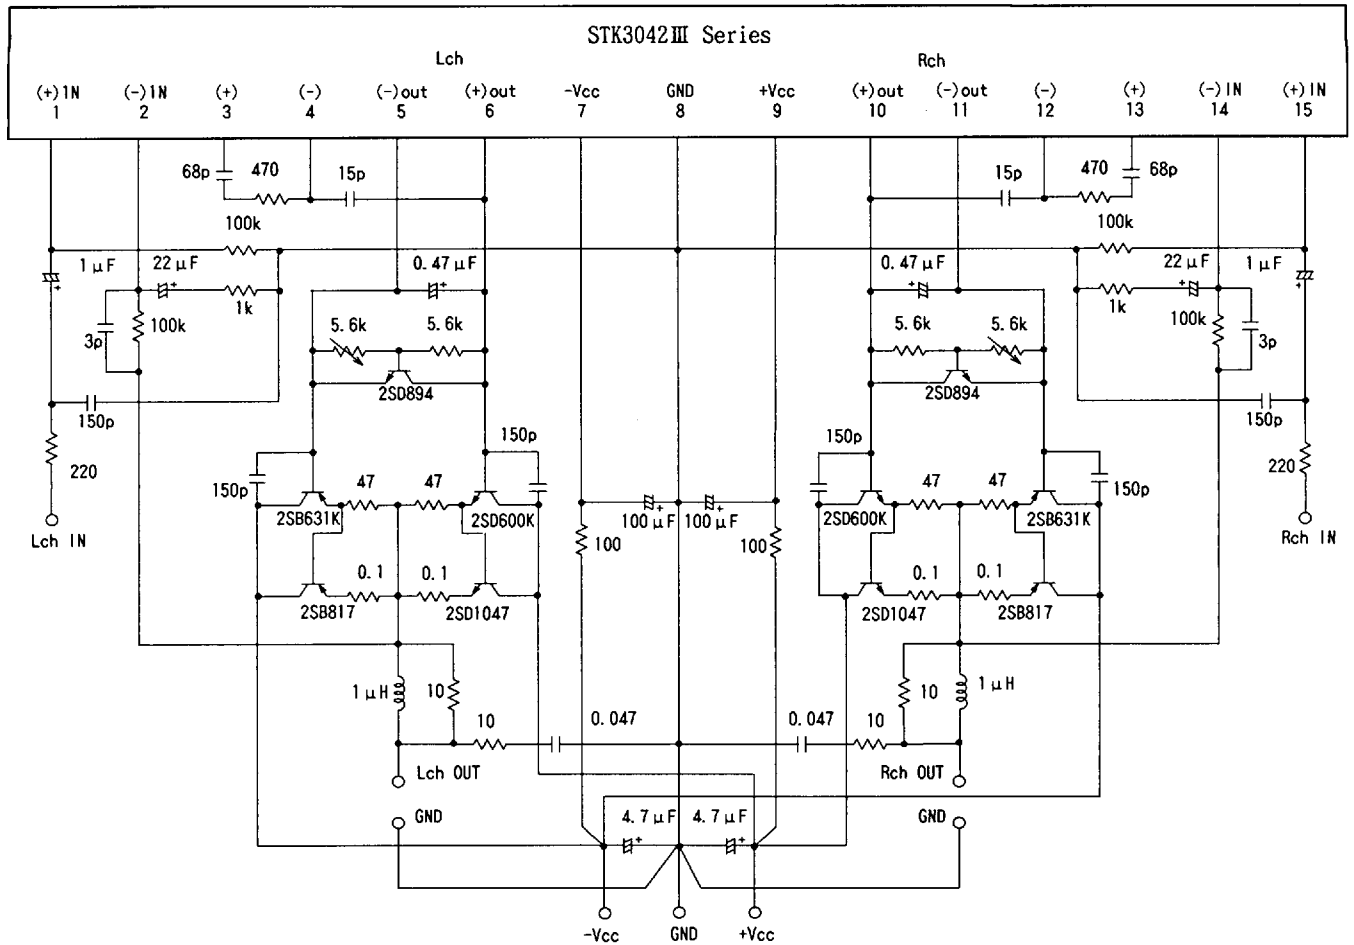 STK3042Ⅲ Series
Lch Rch
(+)IN (-)IN (+) (-) (-)out (+)out -Vcc GND +Vcc (+)out (-)out (-) (+) (-)IN (+)IN
1 2 3 4 5 6 7 8 9 10 11 12 13 14 15
68p 470 15p 15p 470 68p
100k 100k
1μF 22μF 0.47μF 0.47μF 22μF 1μF
1k 1k
3p 100k 5.6k 5.6k 5.6k 5.6k 100k 3p
2SD894 2SD894
150p 150p
150p 150p
220 150p 47 47 47 47 150p 220
2SB631K 2SD600K 100μF 100μF 2SD600K 2SB631K
Lch IN 100 100 Rch IN
0.1 0.1 0.1 0.1
2SB817 2SD1047 2SD1047 2SB817
1μH 10 10 1μH
10 0.047 0.047 10
Lch OUT Rch OUT
GND 4.7μF 4.7μF GND
-Vcc GND +Vcc